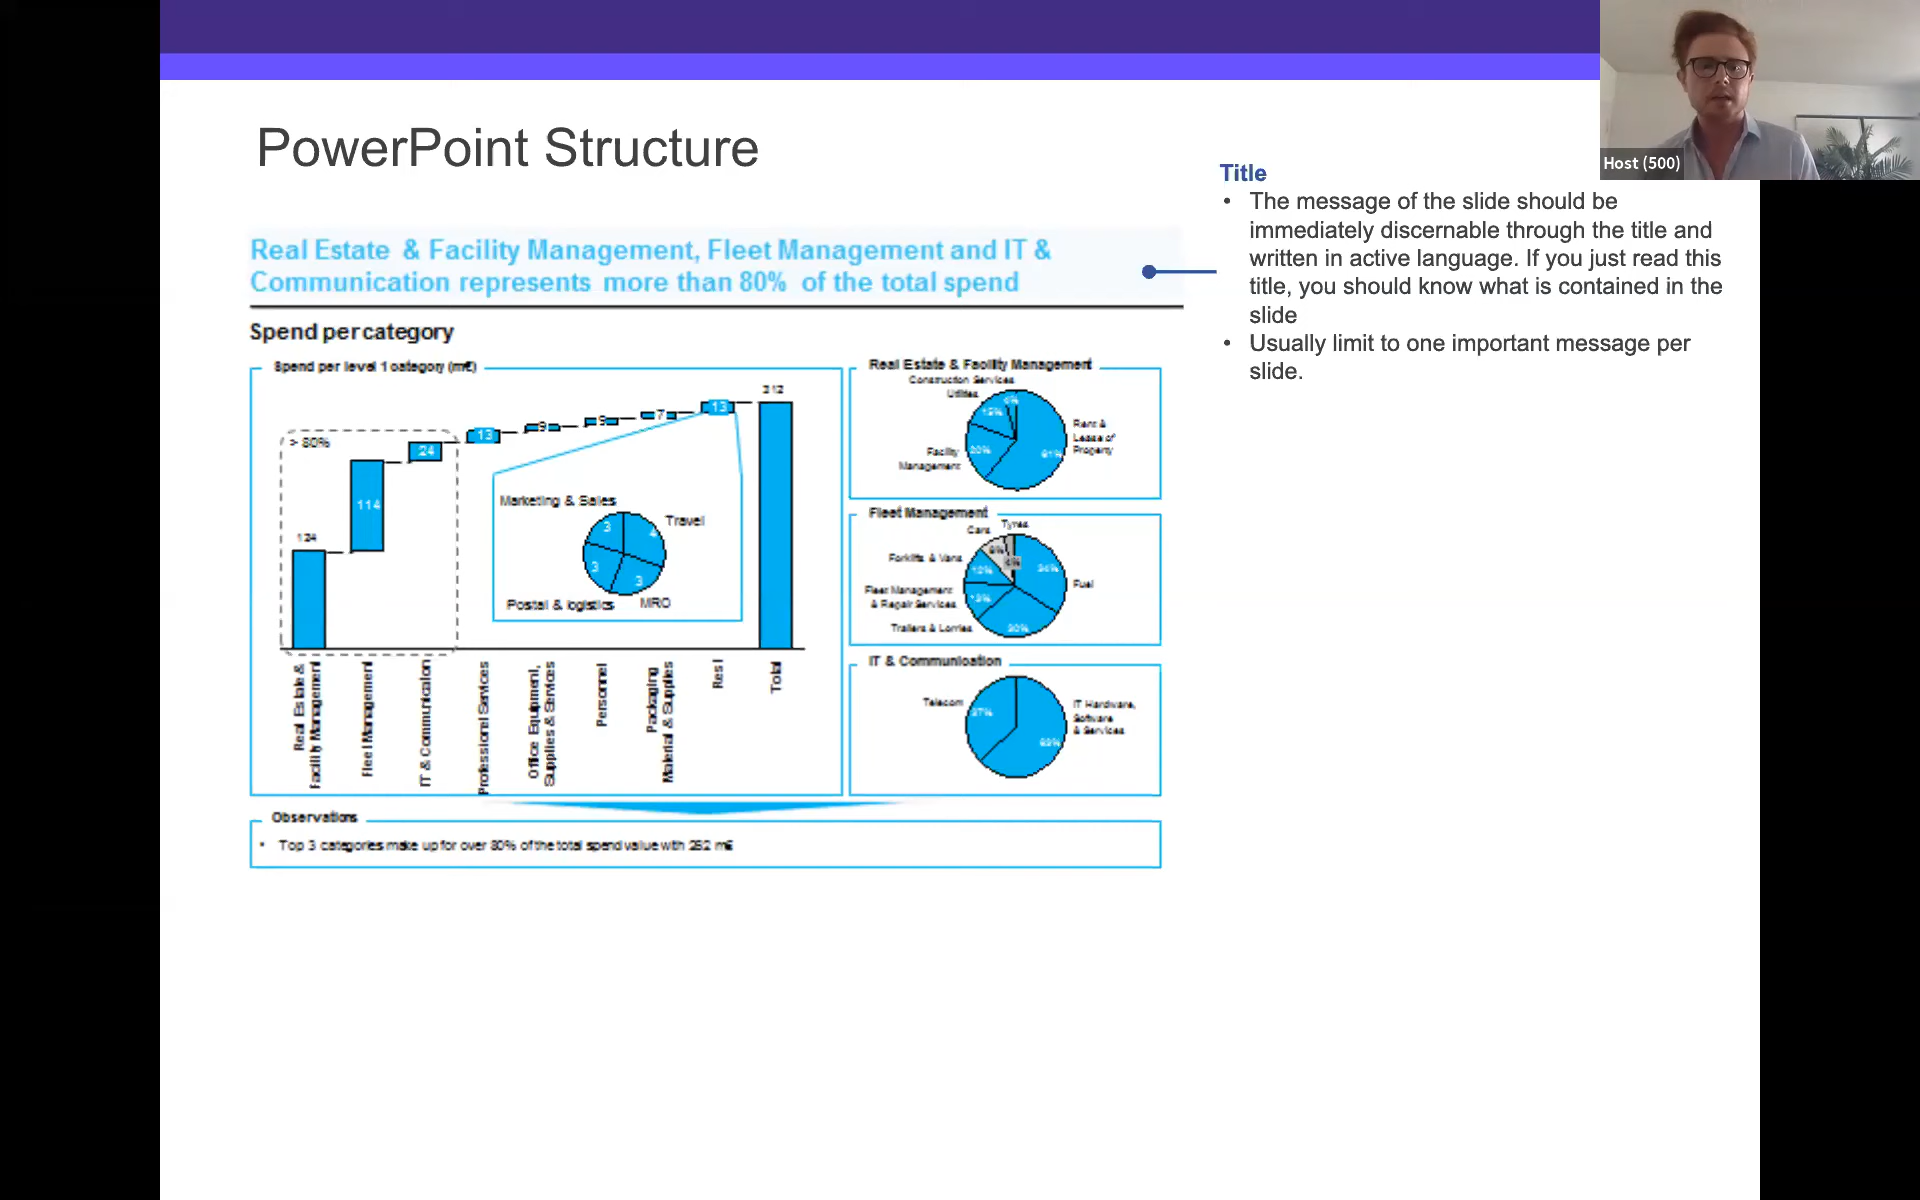 PowerPoint Structure
Host (500)
Title
• The message of the slide should be
immediately discernable through the title and
written in active language. If you just read this
title, you should know what is contained in the
slide
• Usually limit to one important message per
slide.
Real Estate & Facility Management, Fleet Management and IT &
Communication represents more than 80% of the total spend
Spend per category
Spend per level 1 category (m€)
> 80%
114
24
13
9
9
7
13
Marketing & Sales
Travel
Postal & logistics
MRO
3
4
3
3
Real Estate &
Facility Management
Fleet Management
IT & Communication
Professional Services
Office Equipment,
Supplies & Services
Personnel
Packaging
Material & Supplies
Rest
Total
Real Estate & Facility Management
Construction Services
Utilities
Facility
Management
Rent &
Lease of
Property
Fleet Management
Cars
Tyres
Forklifts & Vans
Fleet Management
& Repair Services
Trailers & Lorries
Fuel
IT & Communication
Telecom
IT Hardware,
Software
& Services
Observations
• Top 3 categories make up for over 80% of the total spend value with 262 m€